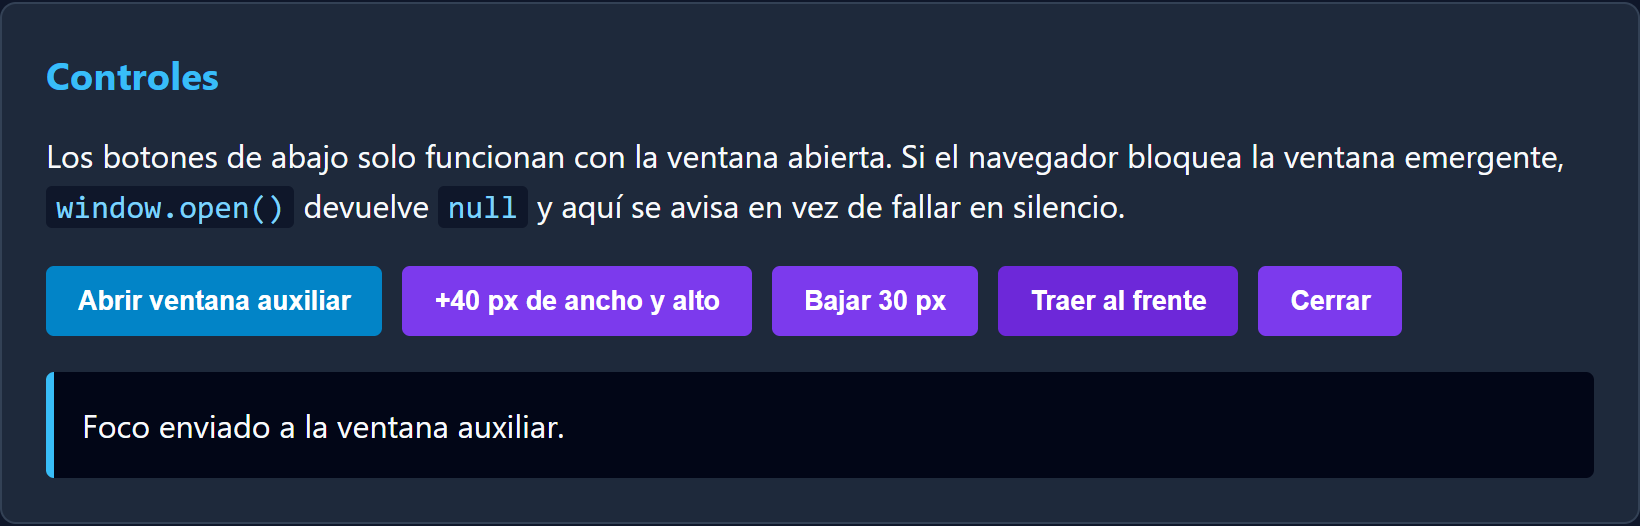 Controles
Los botones de abajo solo funcionan con la ventana abierta. Si el navegador bloquea la ventana emergente,
window.open() devuelve null y aquí se avisa en vez de fallar en silencio.
Abrir ventana auxiliar +40 px de ancho y alto Bajar 30 px Traer al frente Cerrar
Foco enviado a la ventana auxiliar.